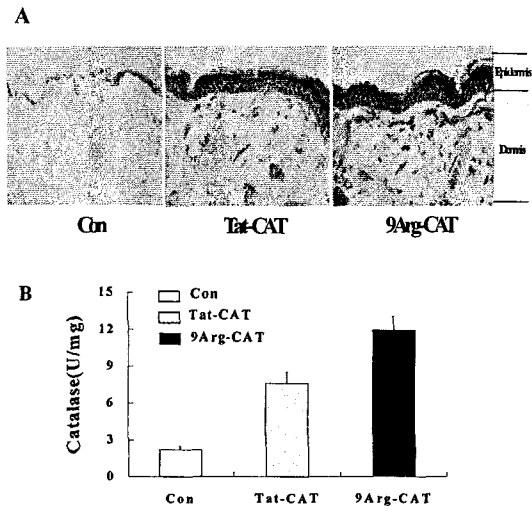 A
Epidermis
Dermis
Con
Tat-CAT
9Arg-CAT
B
Catalase(U/mg)
15
12
9
6
3
0
Con
Tat-CAT
9Arg-CAT
Con
Tat-CAT
9Arg-CAT